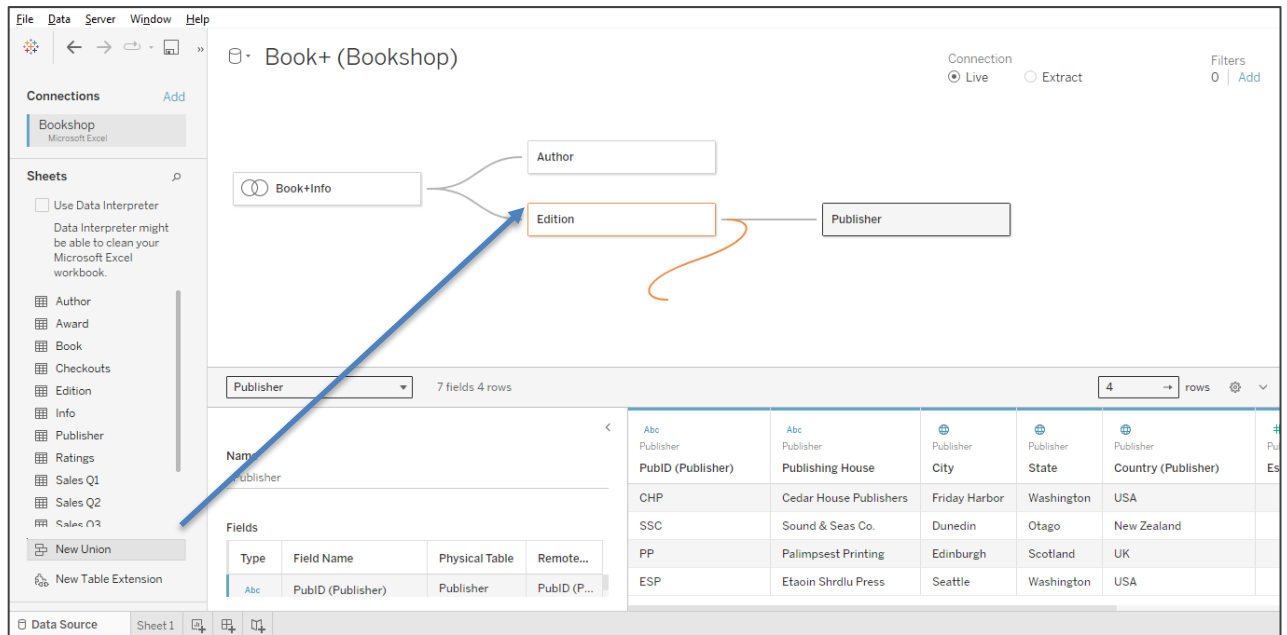 File Data Server Window Help
»
Book+ (Bookshop)
Connection
Live Extract
Filters
0 Add
Connections Add
Bookshop
Microsoft Excel
Sheets
Use Data Interpreter
Data Interpreter might
be able to clean your
Microsoft Excel
workbook.
Author
Award
Book
Checkouts
Edition
Info
Publisher
Ratings
Sales Q1
Sales Q2
Sales Q3
New Union
New Table Extension
Book+Info
Author
Edition
Publisher
Publisher 7 fields 4 rows 4 → rows
Name
Publisher
Fields
Type Field Name Physical Table Remote...
Abc PubID (Publisher) Publisher PubID (P...
Abc Abc #
Publisher Publisher Publisher Publisher Publisher Pu
PubID (Publisher) Publishing House City State Country (Publisher) Es
CHP Cedar House Publishers Friday Harbor Washington USA
SSC Sound & Seas Co. Dunedin Otago New Zealand
PP Palimpsest Printing Edinburgh Scotland UK
ESP Etaoin Shrdlu Press Seattle Washington USA
Data Source Sheet 1